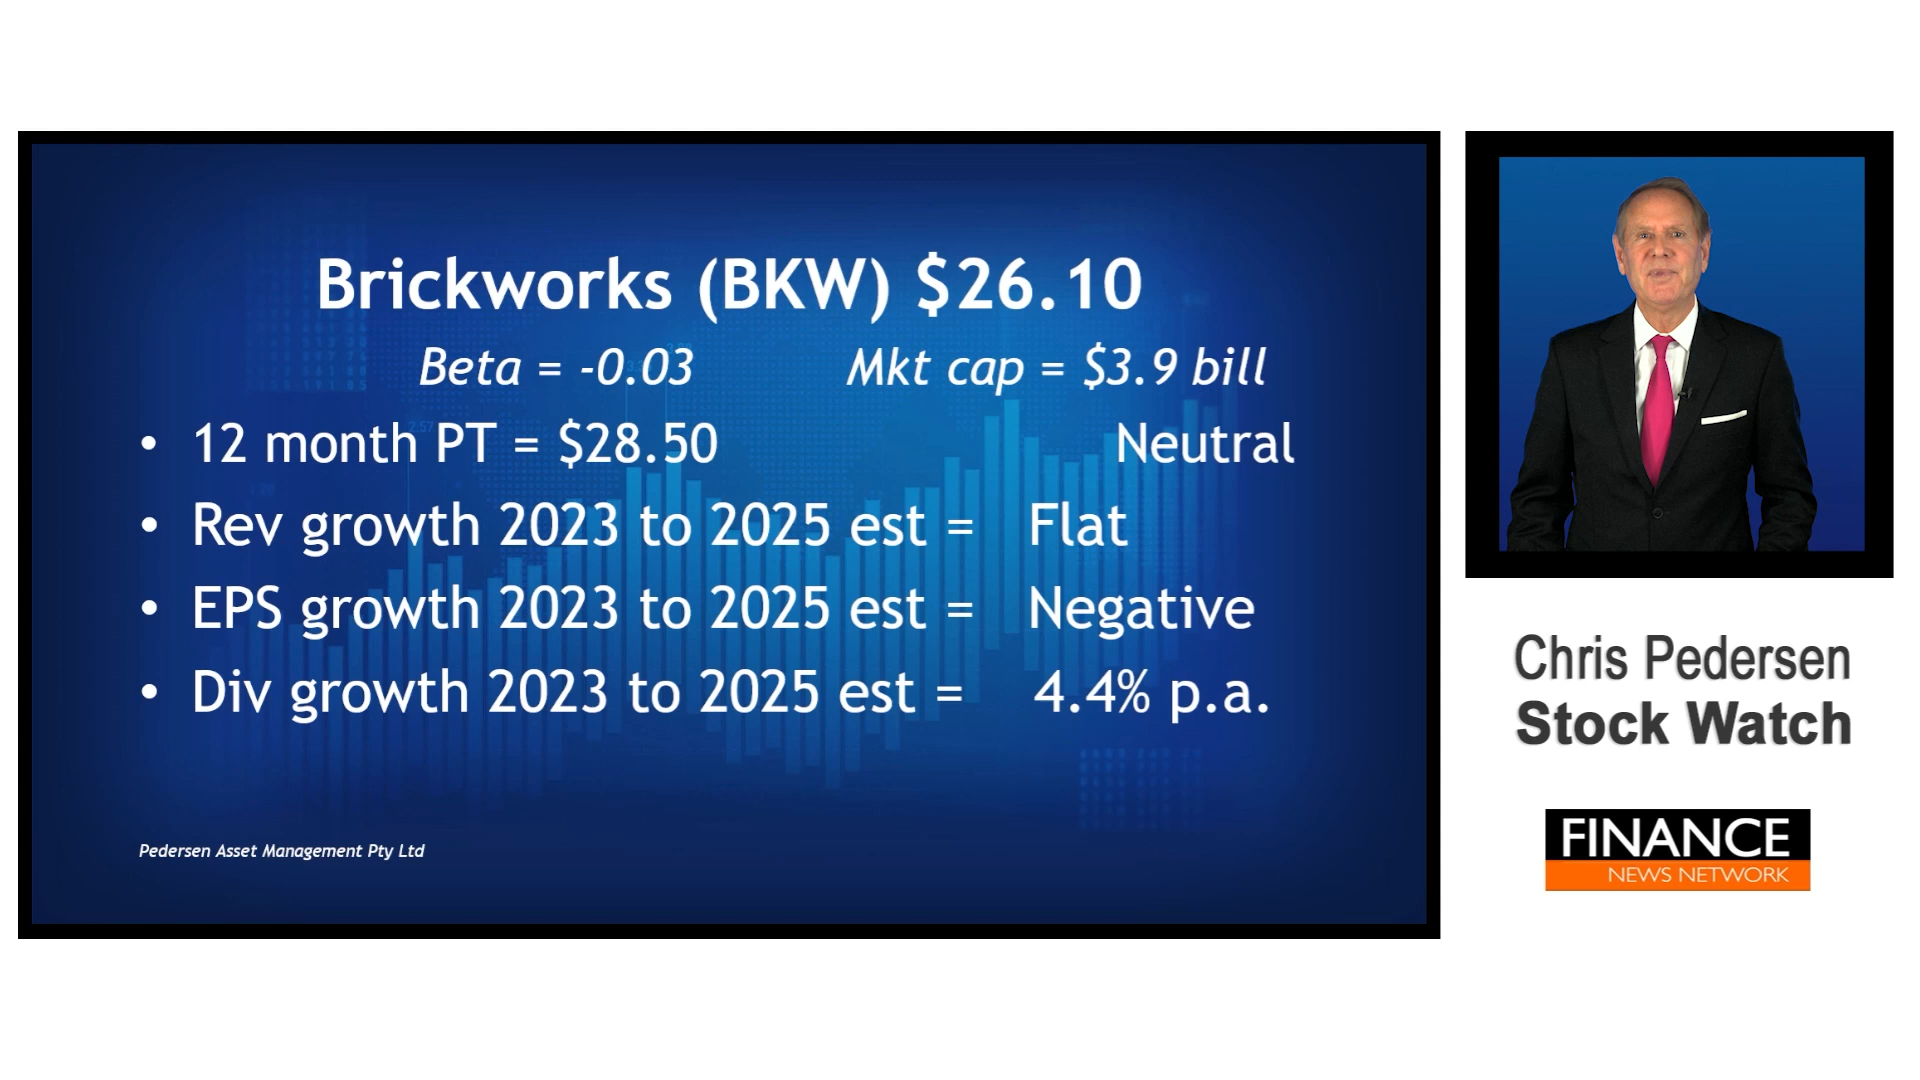 Brickworks (BKW) $26.10
Beta = -0.03 Mkt cap = $3.9 bill
• 12 month PT = $28.50 Neutral
• Rev growth 2023 to 2025 est = Flat
• EPS growth 2023 to 2025 est = Negative
• Div growth 2023 to 2025 est = 4.4% p.a.
Pedersen Asset Management Pty Ltd
Chris Pedersen
Stock Watch
FINANCE
NEWS NETWORK